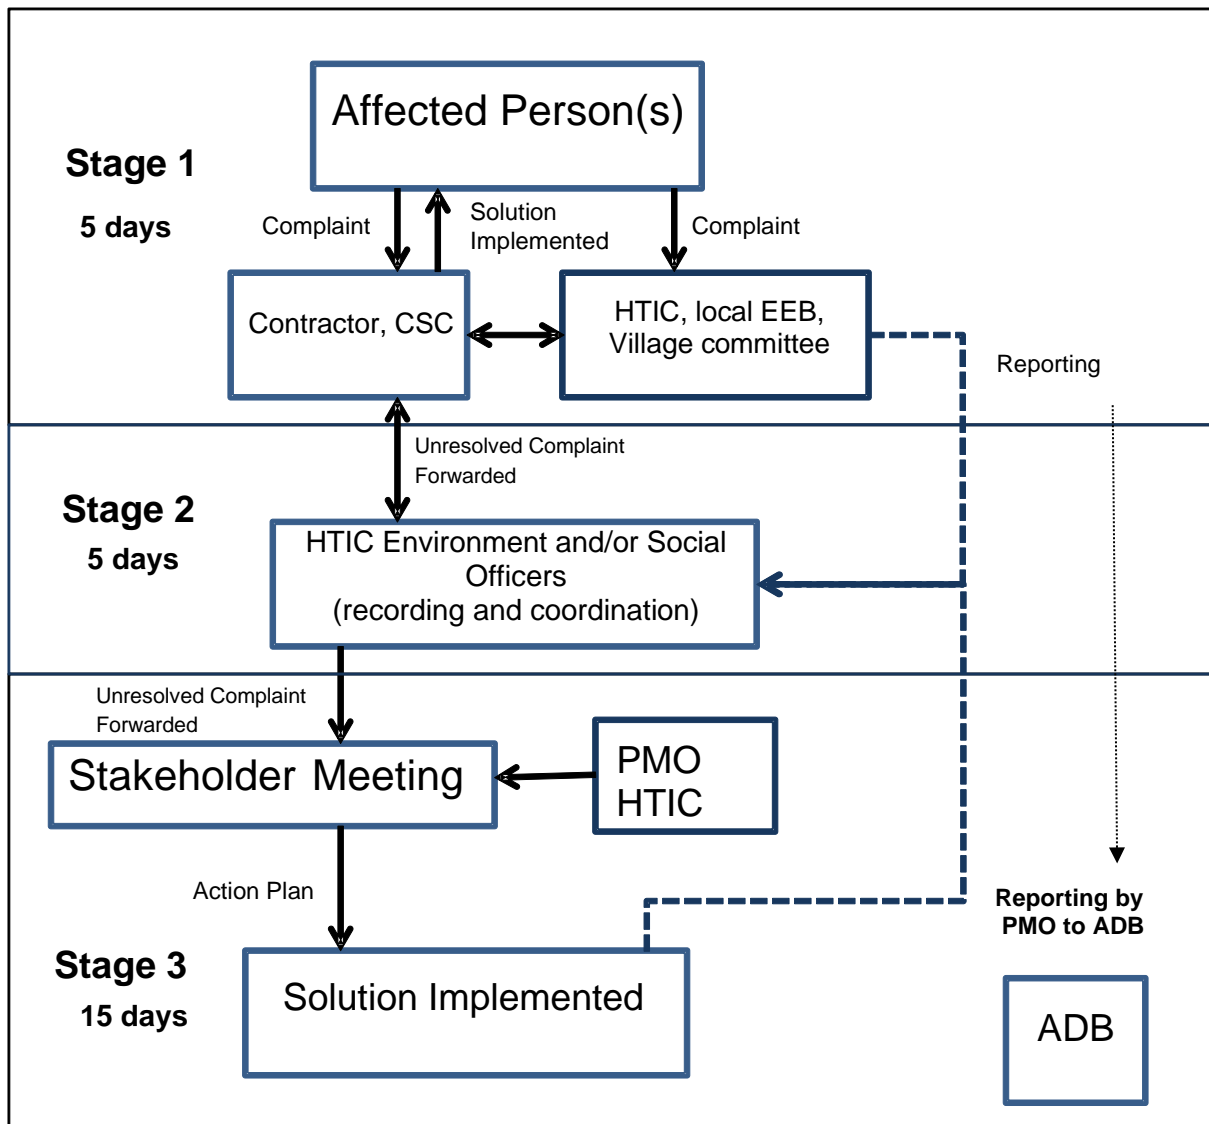 Affected Person(s)
Stage 1
5 days
Complaint
Solution
Implemented
Complaint
Contractor, CSC
HTIC, local EEB,
Village committee
Reporting
Unresolved Complaint
Forwarded
Stage 2
5 days
HTIC Environment and/or Social
Officers
(recording and coordination)
Unresolved Complaint
Forwarded
Stakeholder Meeting
PMO
HTIC
Action Plan
Reporting by
PMO to ADB
Stage 3
15 days
Solution Implemented
ADB